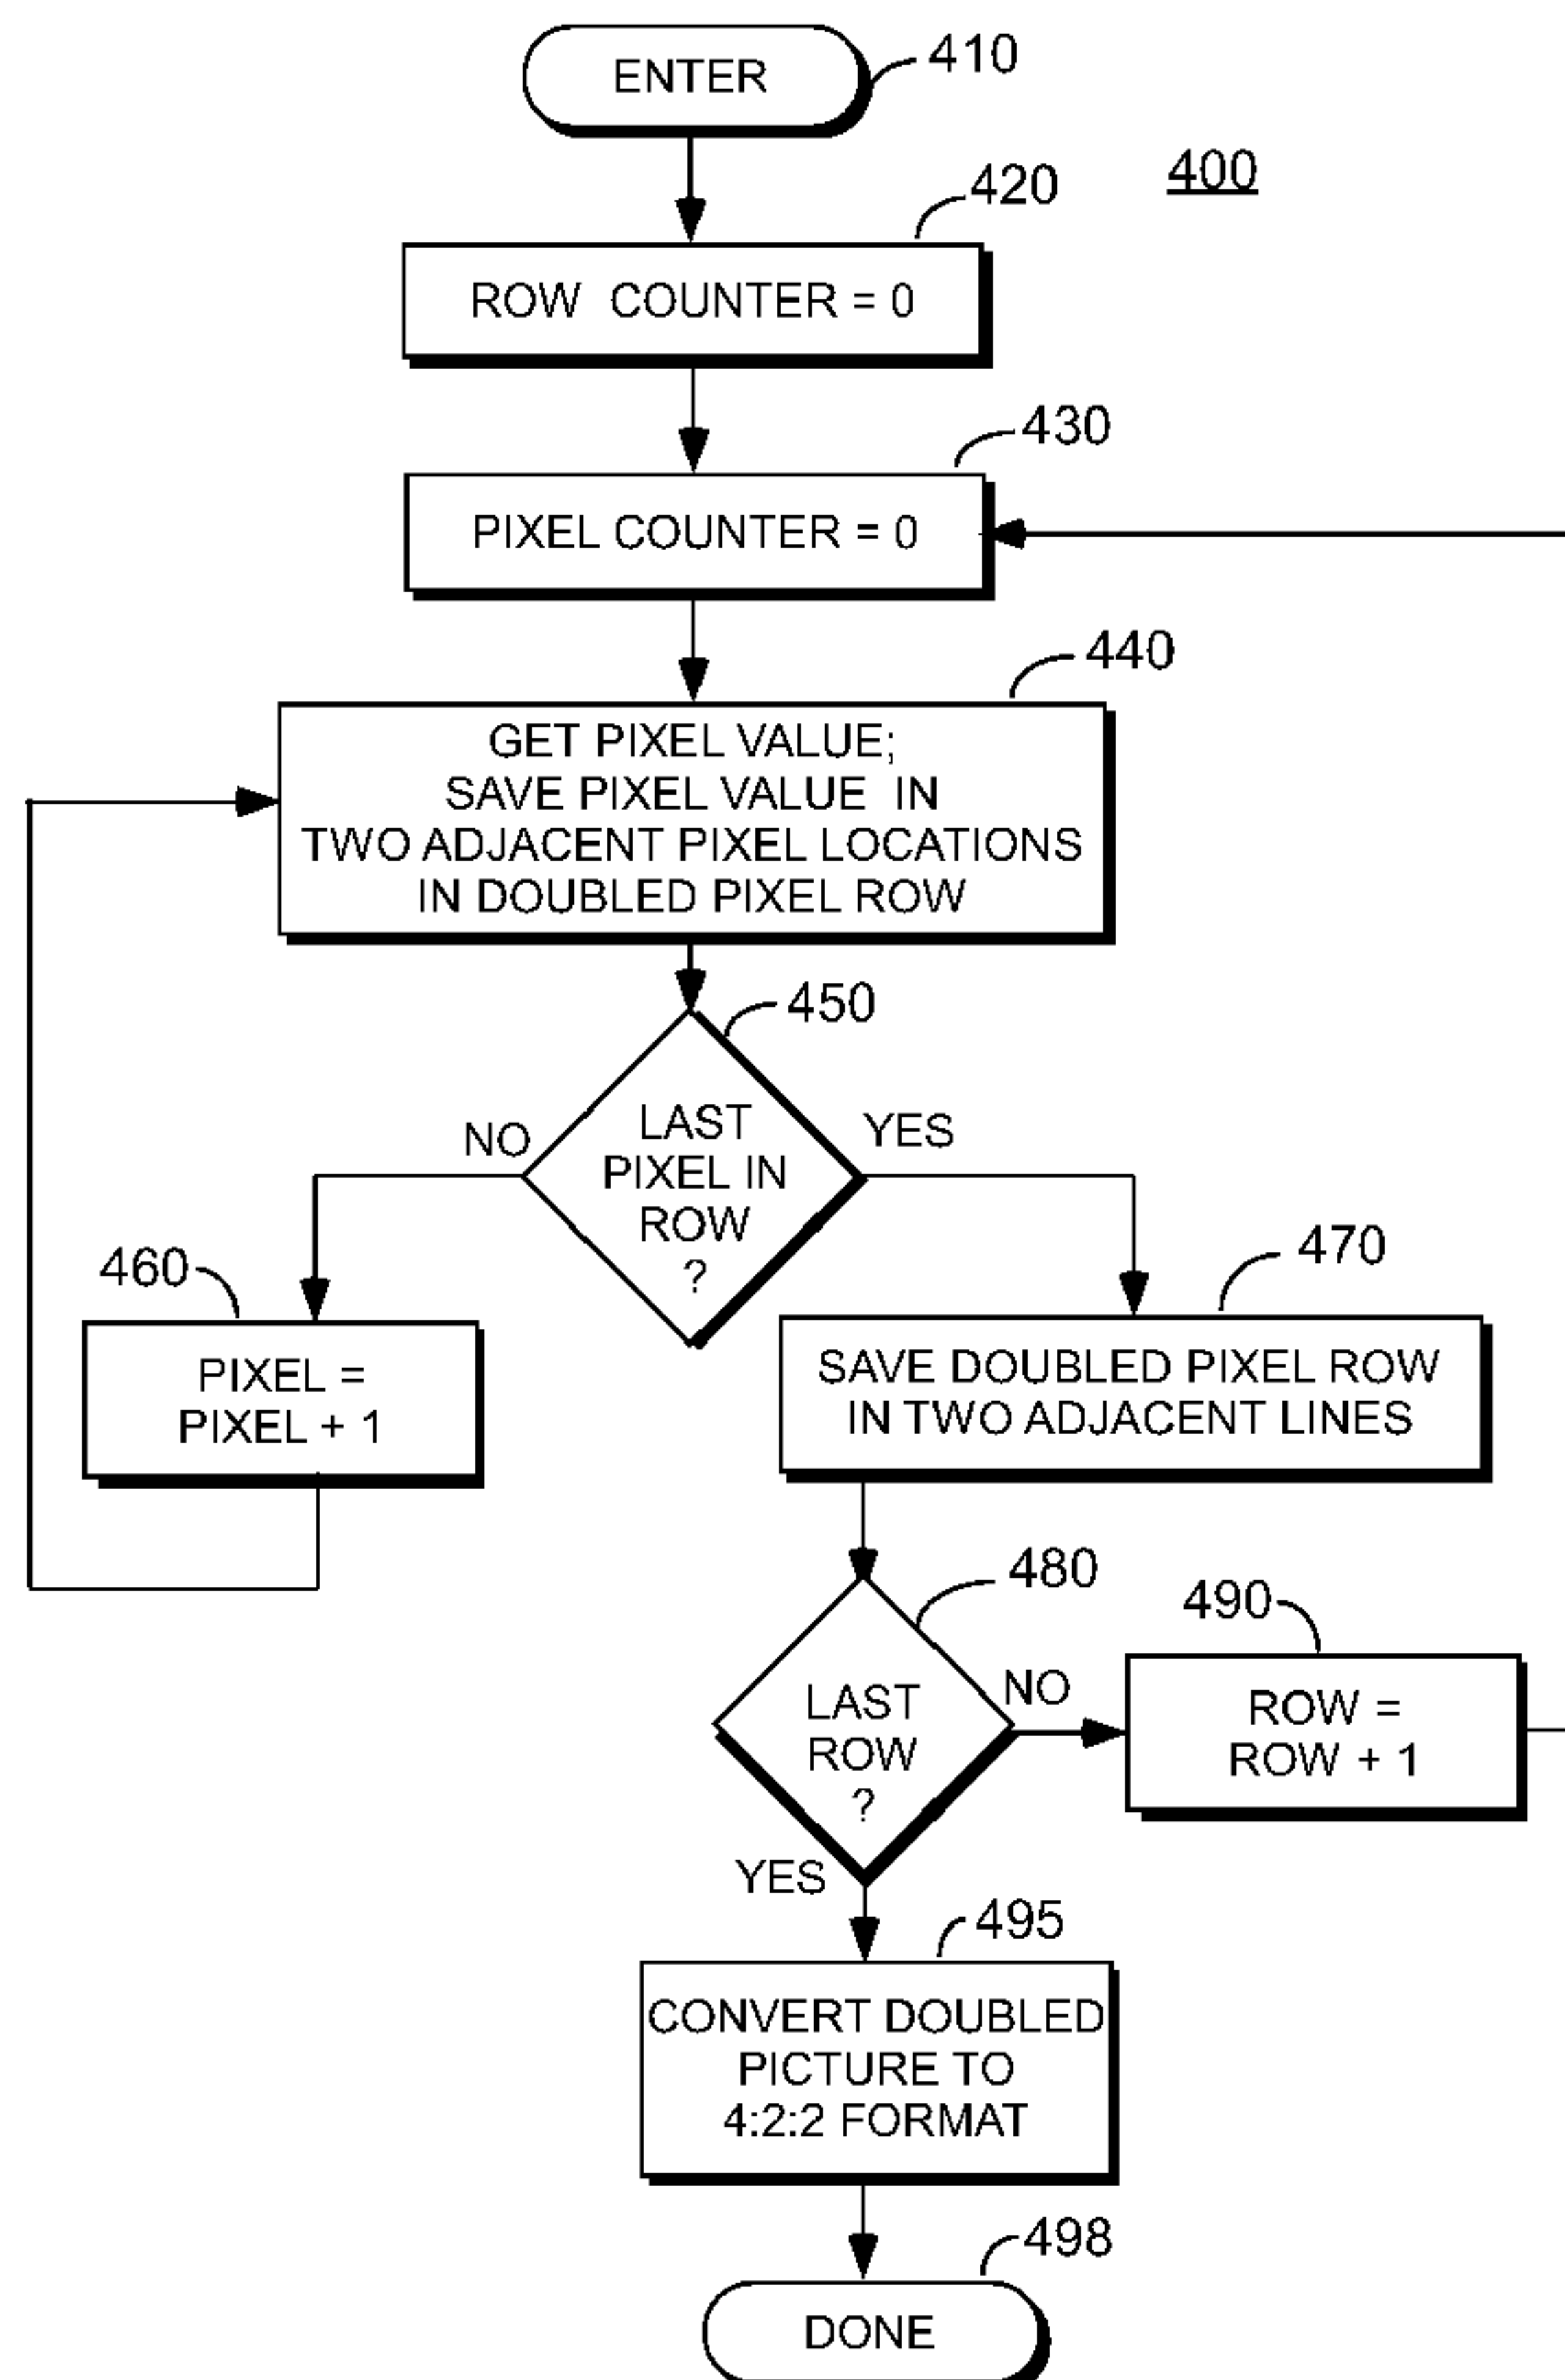 ENTER
410
400
420
ROW COUNTER = 0
430
PIXEL COUNTER = 0
440
GET PIXEL VALUE;
SAVE PIXEL VALUE IN
TWO ADJACENT PIXEL LOCATIONS
IN DOUBLED PIXEL ROW
450
LAST
PIXEL IN
ROW
?
NO
YES
460
PIXEL =
PIXEL + 1
470
SAVE DOUBLED PIXEL ROW
IN TWO ADJACENT LINES
480
LAST
ROW
?
NO
490
ROW =
ROW + 1
YES
495
CONVERT DOUBLED
PICTURE TO
4:2:2 FORMAT
498
DONE